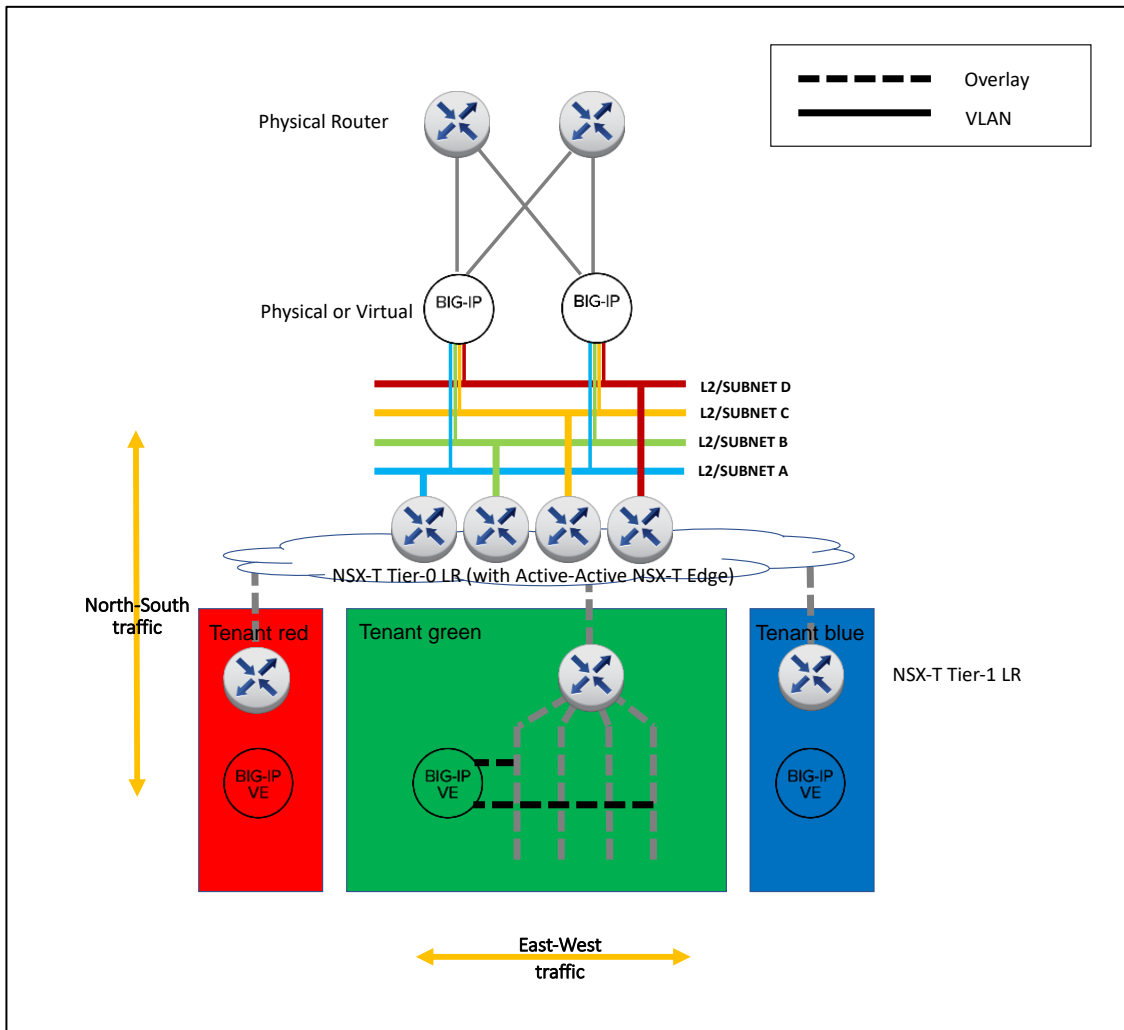 Overlay
VLAN
Physical Router
Physical or Virtual
BIG-IP
BIG-IP
L2/SUBNET D
L2/SUBNET C
L2/SUBNET B
L2/SUBNET A
NSX-T Tier-0 LR (with Active-Active NSX-T Edge)
North-South
traffic
Tenant red
Tenant green
Tenant blue
NSX-T Tier-1 LR
BIG-IP
VE
BIG-IP
VE
BIG-IP
VE
East-West
traffic